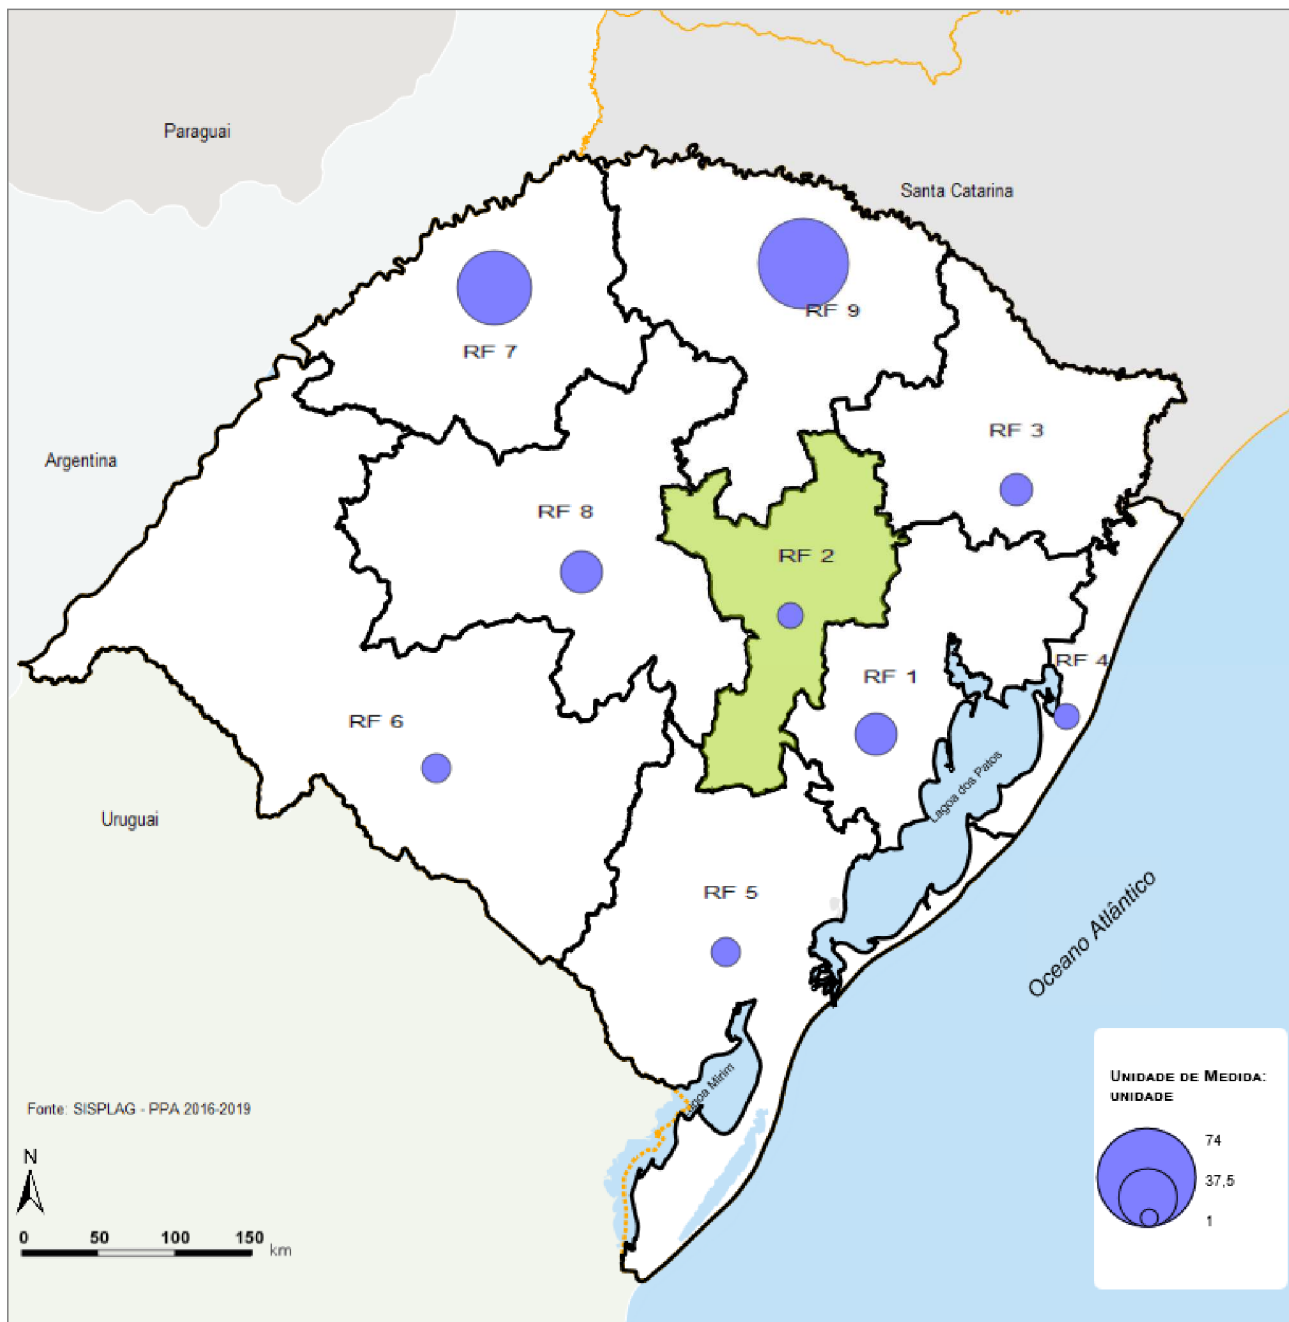 Paraguai
Santa Catarina
RF 9
RF 7
RF 3
Argentina
RF 8
RF 2
RF 4
RF 1
RF 6
Lagoa dos Patos
Uruguai
RF 5
Oceano Atlântico
Lagoa Mirim
UNIDADE DE MEDIDA:
UNIDADE
74
37,5
1
Fonte: SISPLAG - PPA 2016-2019
N
0 50 100 150
km